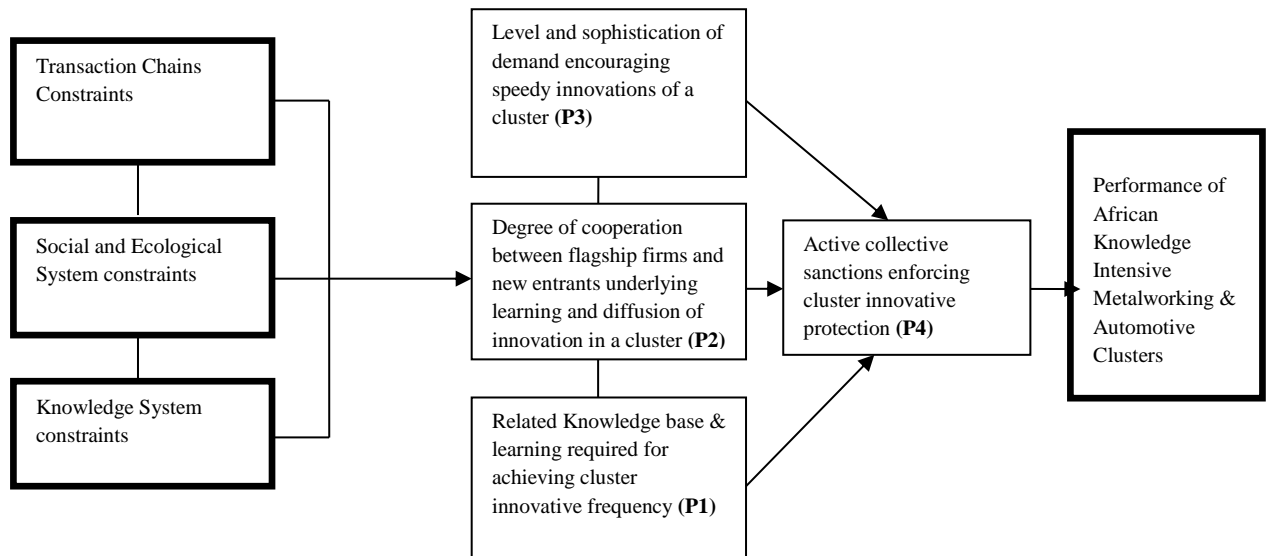 Transaction Chains
Constraints
Social and Ecological
System constraints
Knowledge System
constraints
Level and sophistication of
demand encouraging
speedy innovations of a
cluster (P3)
Degree of cooperation
between flagship firms and
new entrants underlying
learning and diffusion of
innovation in a cluster (P2)
Related Knowledge base &
learning required for
achieving cluster
innovative frequency (P1)
Active collective
sanctions enforcing
cluster innovative
protection (P4)
Performance of
African
Knowledge
Intensive
Metalworking &
Automotive
Clusters